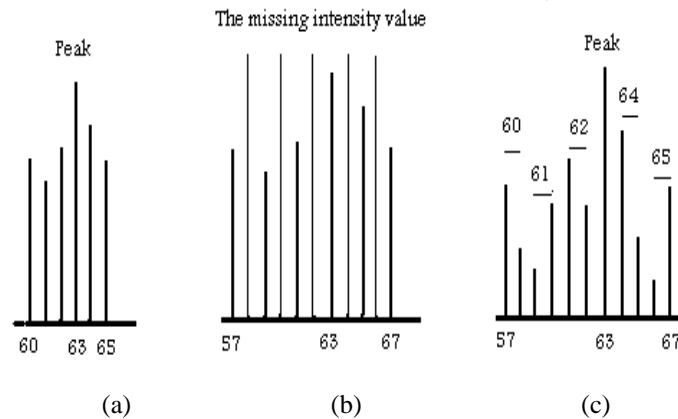 The missing intensity value
Peak
Peak
60
61
62
64
65
60 63 65
57 63 67
57 63 67
(a) (b) (c)